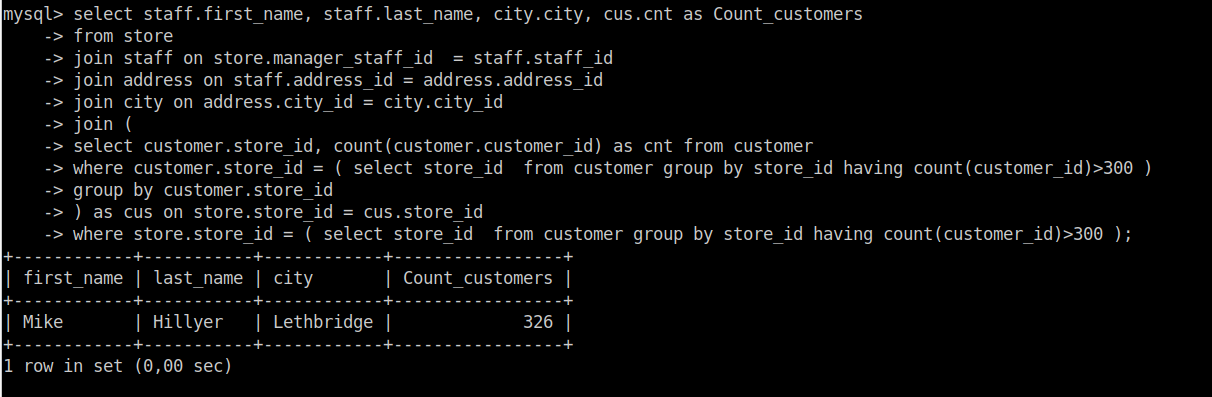 mysql> select staff.first_name, staff.last_name, city.city, cus.cnt as Count_customers
    -> from store
    -> join staff on store.manager_staff_id  = staff.staff_id
    -> join address on staff.address_id = address.address_id
    -> join city on address.city_id = city.city_id
    -> join (
    -> select customer.store_id, count(customer.customer_id) as cnt from customer
    -> where customer.store_id = ( select store_id  from customer group by store_id having count(customer_id)>300 )
    -> group by customer.store_id
    -> ) as cus on store.store_id = cus.store_id
    -> where store.store_id = ( select store_id  from customer group by store_id having count(customer_id)>300 );
+------------+-----------+------------+-----------------+
| first_name | last_name | city       | Count_customers |
+------------+-----------+------------+-----------------+
| Mike       | Hillyer   | Lethbridge |             326 |
+------------+-----------+------------+-----------------+
1 row in set (0,00 sec)